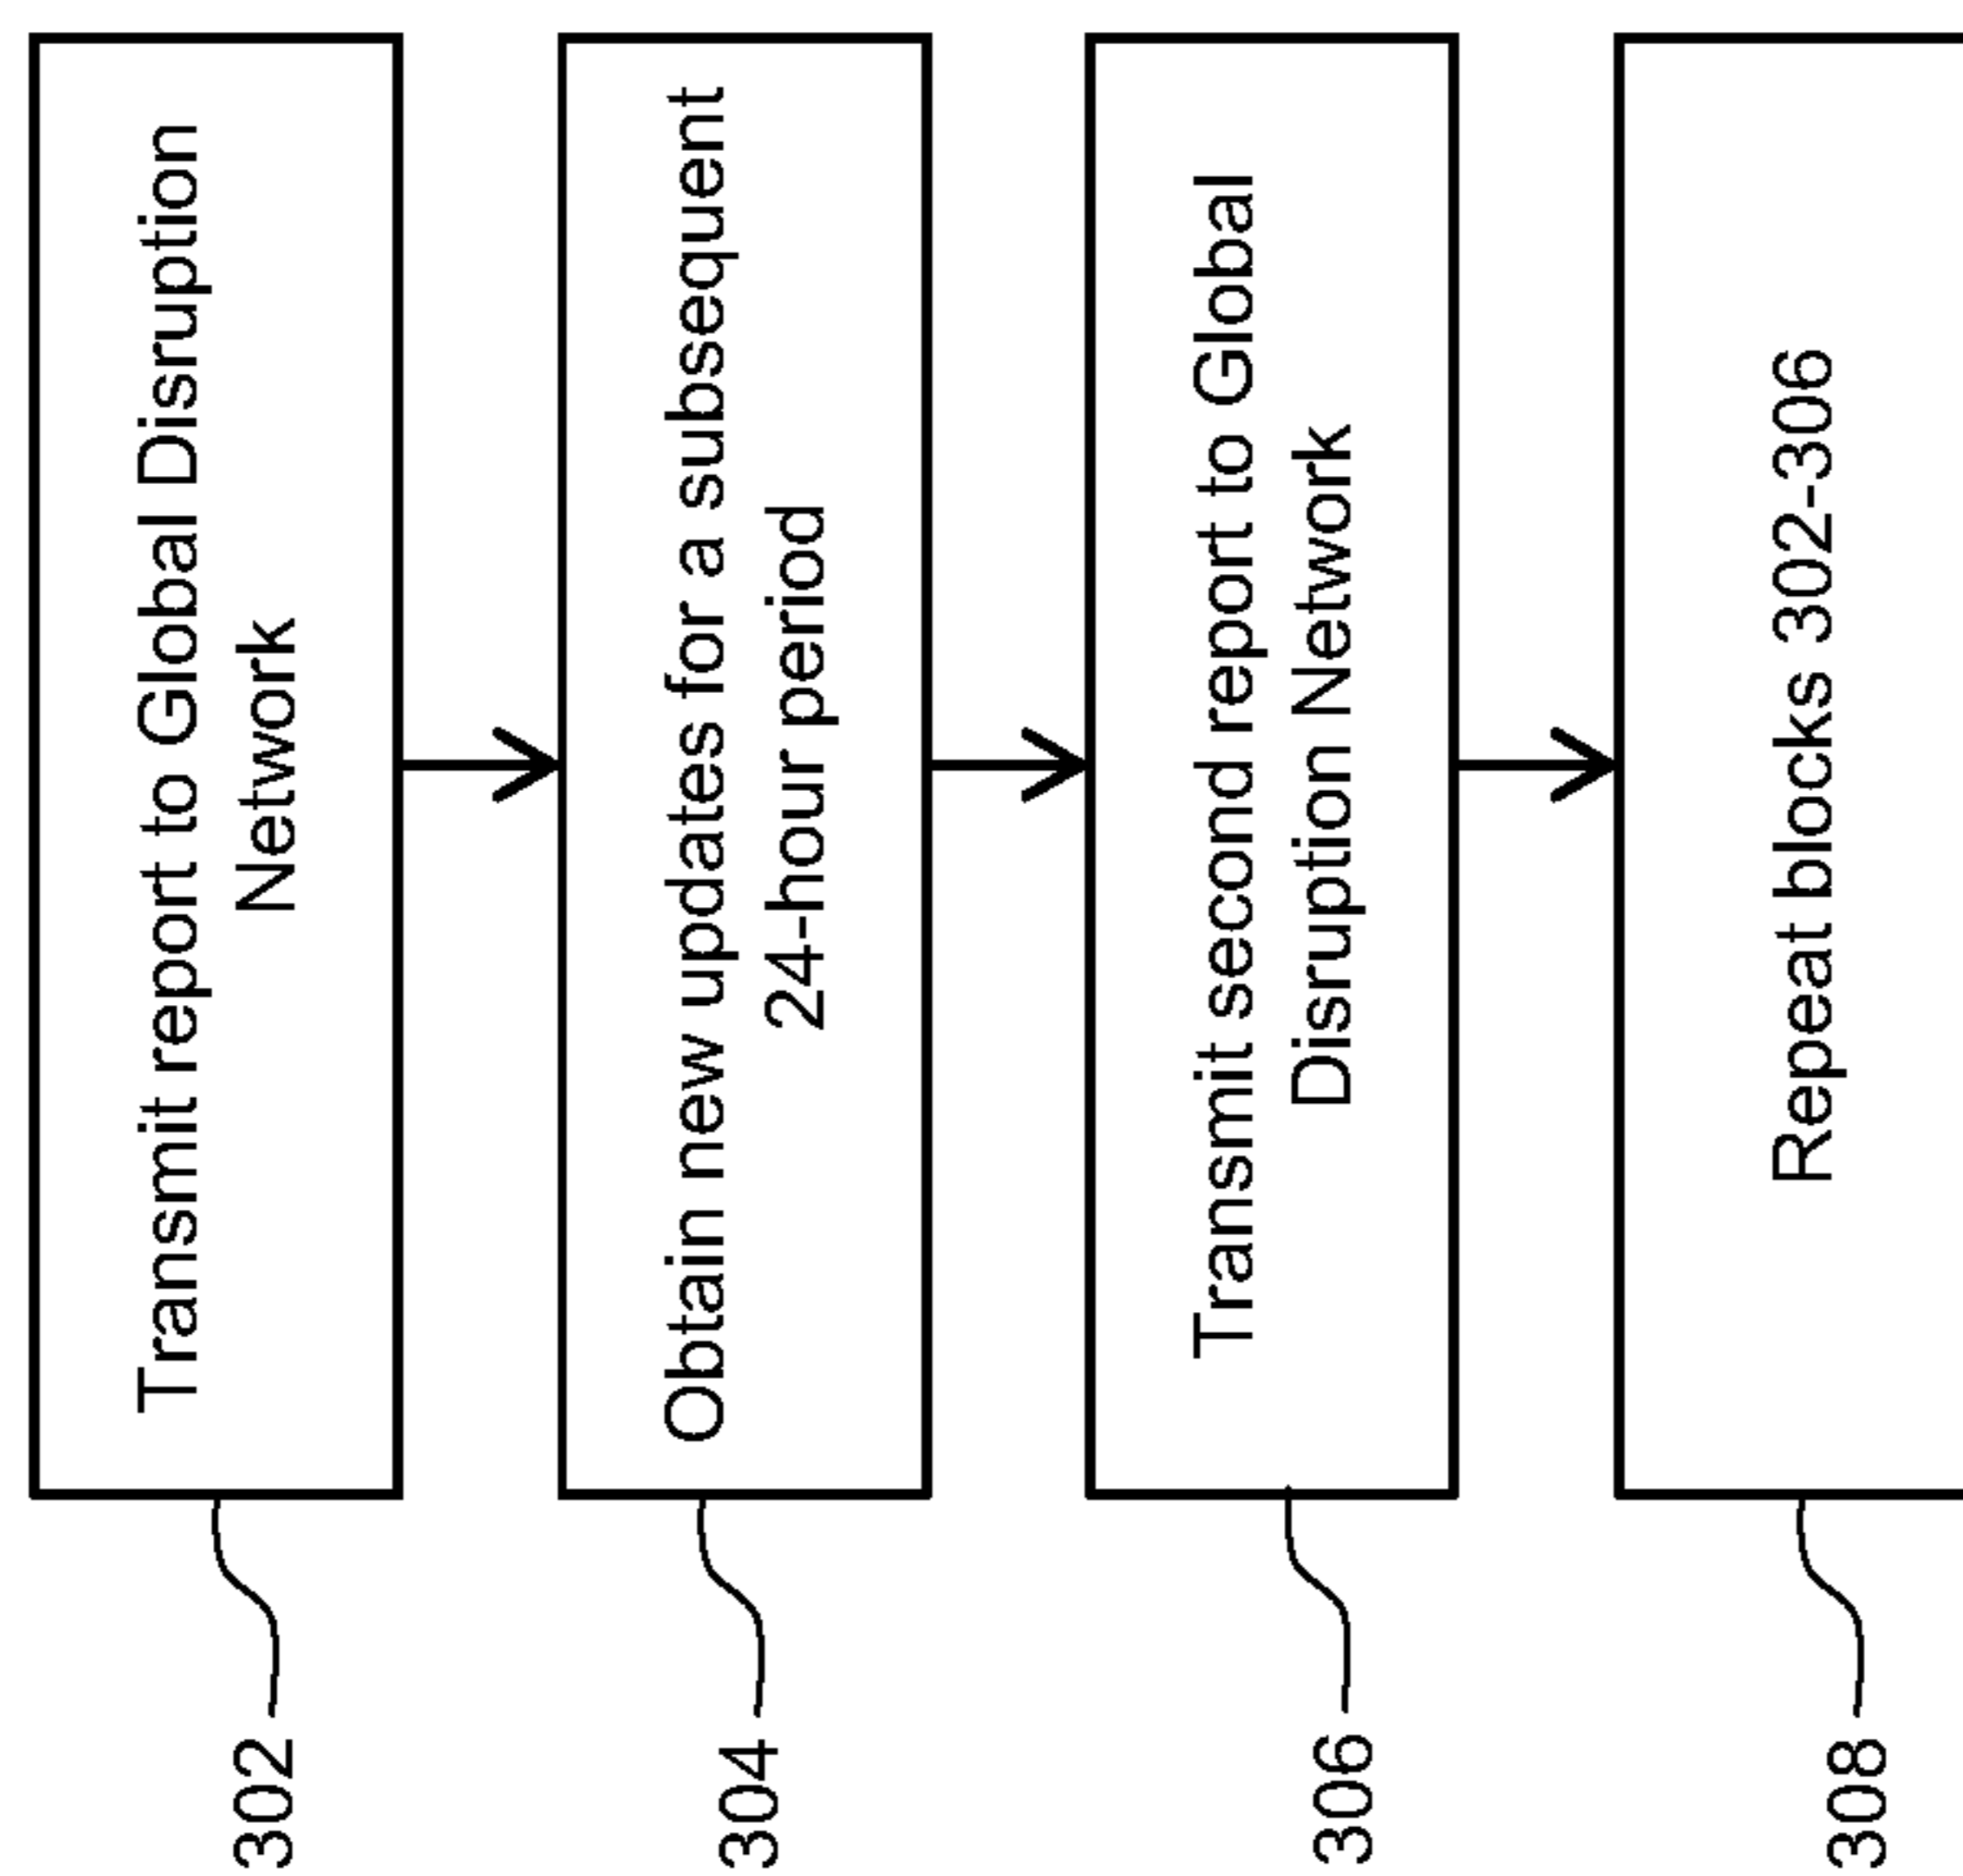 302
Transmit report to Global Disruption
Network
304
Obtain new updates for a subsequent
24-hour period
306
Transmit second report to Global
Disruption Network
308
Repeat blocks 302-306